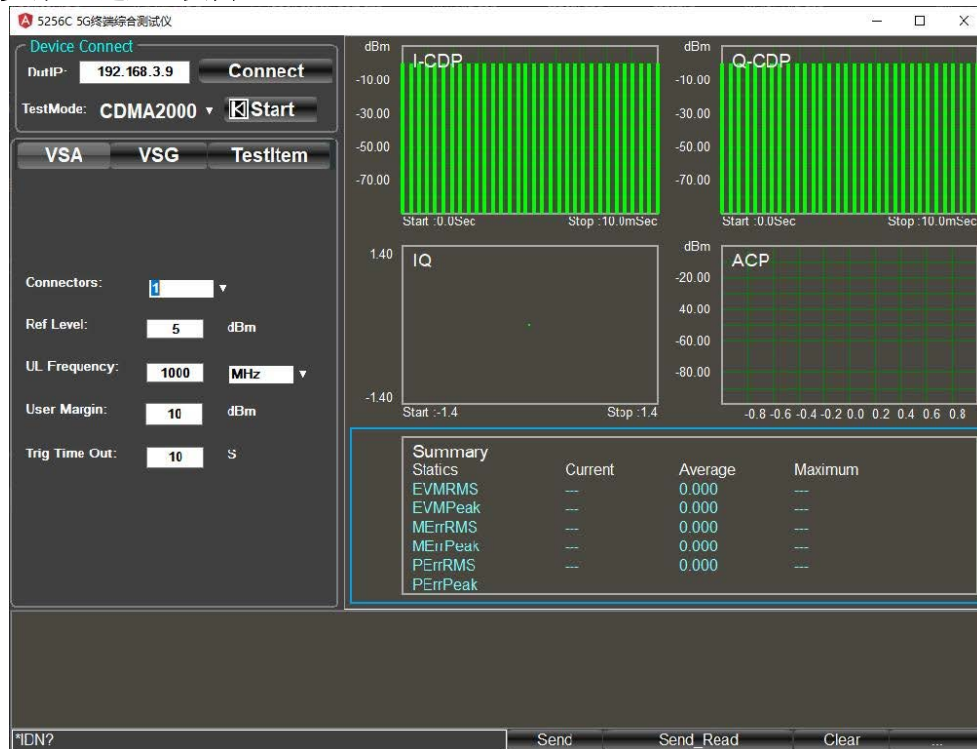 5256C 5G终端综合测试仪
Device Connect
DutIP: 192.168.3.9 Connect
TestMode: CDMA2000 Start
VSA VSG TestItem
Connectors: 1
Ref Level: 5 dBm
UL Frequency: 1000 MHz
User Margin: 10 dBm
Trig Time Out: 10 S
dBm
I-CDP
-10.00
-30.00
-50.00
-70.00
Start :0.0Sec Stop :10.0mSec
dBm
Q-CDP
-10.00
-30.00
-50.00
-70.00
Start :0.0Sec Stop :10.0mSec
1.40
IQ
-1.40
Start :-1.4 Stop :1.4
dBm
ACP
-20.00
40.00
-60.00
-80.00
-0.8 -0.6 -0.4 -0.2 0.0 0.2 0.4 0.6 0.8
Summary
Statics Current Average Maximum
EVMRMS --- 0.000 ---
EVMPeak --- 0.000 ---
MErrRMS --- 0.000 ---
MErrPeak --- 0.000 ---
PErrRMS --- 0.000 ---
PErrPeak
*IDN? Send Send_Read Clear ...